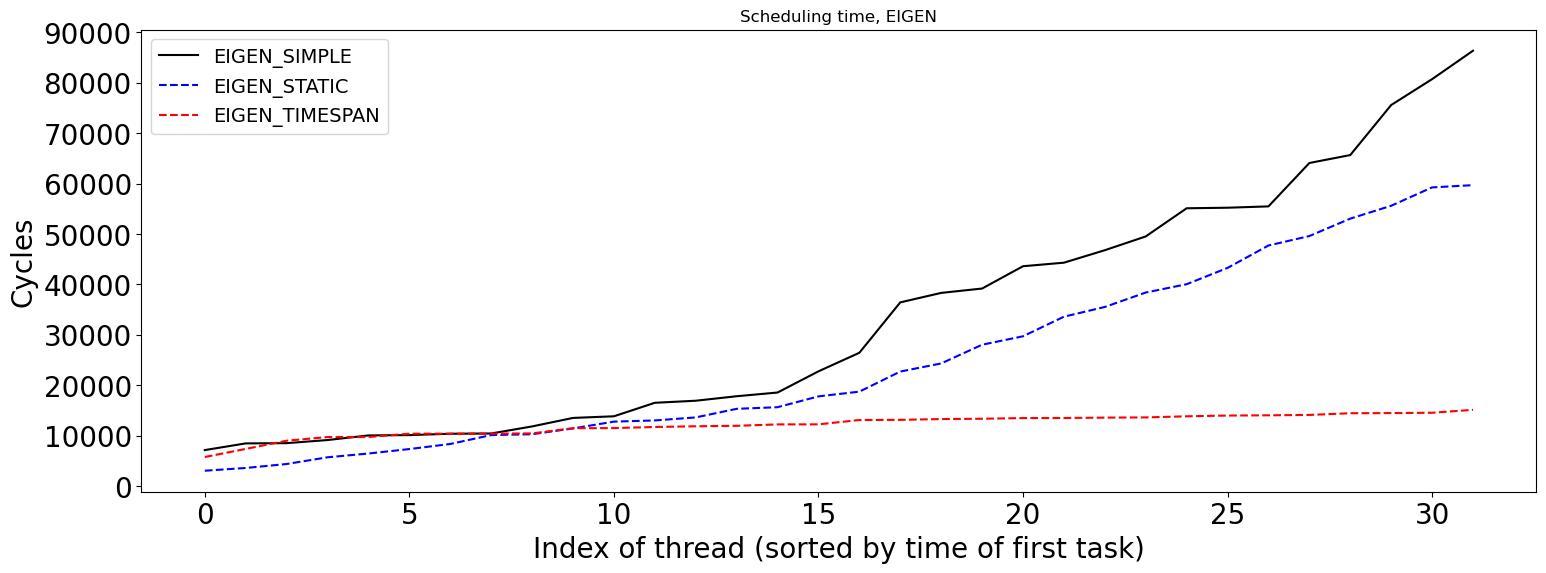 Scheduling time, EIGEN
EIGEN_SIMPLE
EIGEN_STATIC
EIGEN_TIMESPAN
90000
80000
70000
60000
50000
40000
30000
20000
10000
0
Cycles
0 5 10 15 20 25 30
Index of thread (sorted by time of first task)